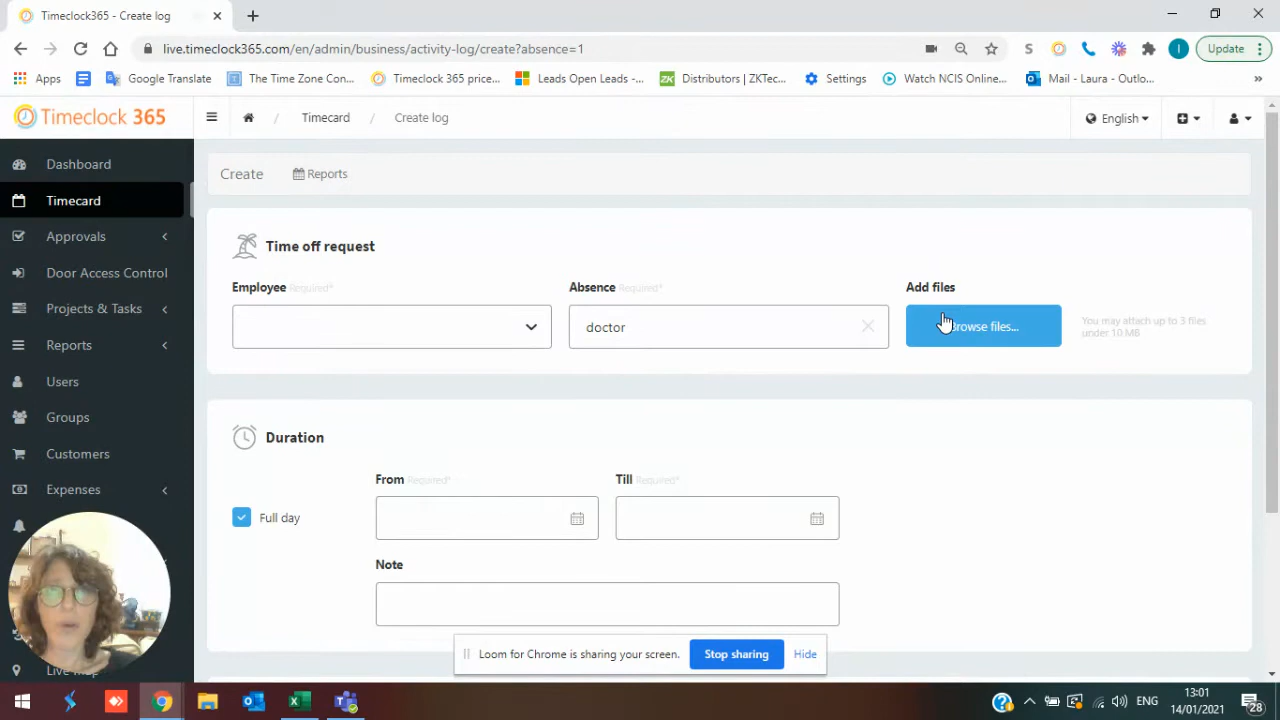 Timeclock365 - Create log
live.timeclock365.com/en/admin/business/activity-log/create?absence=1
S
I
Update
Apps
Google Translate
The Time Zone Con...
Timeclock 365 price...
Leads Open Leads -...
ZK
Distributors | ZKTec...
Settings
Watch NCIS Online...
Mail - Laura - Outlo...
»
Timeclock 365
/ Timecard / Create log
English
Dashboard
Timecard
Approvals
Door Access Control
Projects & Tasks
Reports
Users
Groups
Customers
Expenses
Create
Reports
Time off request
Employee Required*
Absence Required*
Add files
doctor
Browse files...
You may attach up to 3 files
under 10 MB
Duration
From Required*
Till Required*
Full day
Note
Loom for Chrome is sharing your screen.
Stop sharing
Hide
ENG
13:01
14/01/2021
28